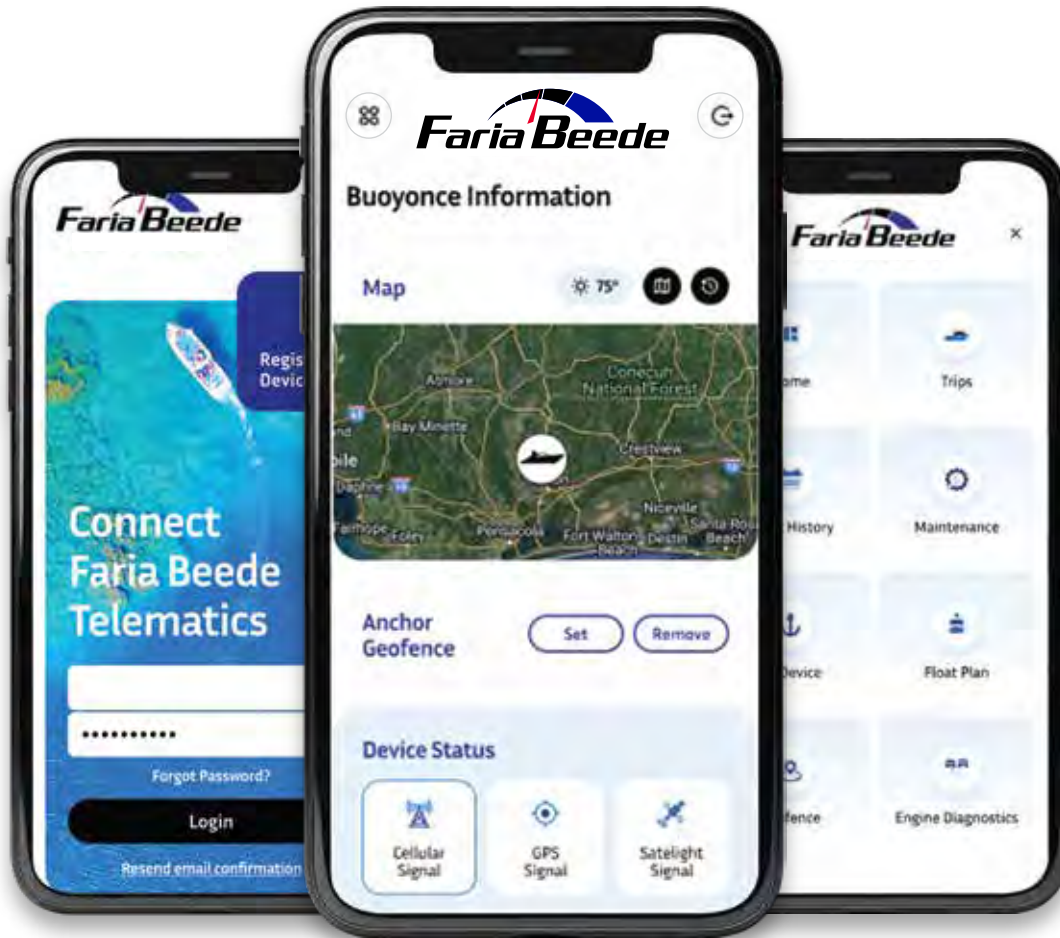 Faria Beede
Regis
Devic
Connect
Faria Beede
Telematics
••••••••••
Forgot Password?
Login
Resend email confirmation
Faria Beede
Buoyonce Information
Map
75°
Atmore
Conecuh
National Forest
Bay Minette
Crestview
bile
Daphne
Niceville
Fairhope
Foley
Pensacola
Fort Walton
Beach
Destin
Santa Ros
Beach
Anchor
Geofence
Set
Remove
Device Status
Cellular
Signal
GPS
Signal
Satelight
Signal
Faria Beede
×
ome
Trips
History
Maintenance
Device
Float Plan
fence
Engine Diagnostics